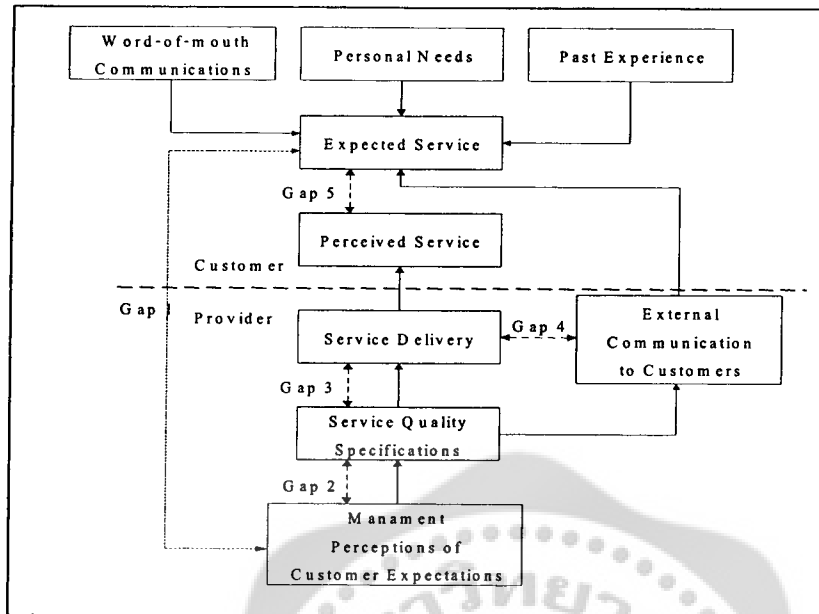 Word-of-mouth
Communications
Personal Needs
Past Experience
Expected Service
Gap 5
Perceived Service
Customer
Gap 1
Provider
Service Delivery
Gap 4
External
Communication
to Customers
Gap 3
Service Quality
Specifications
Gap 2
Manament
Perceptions of
Customer Expectations